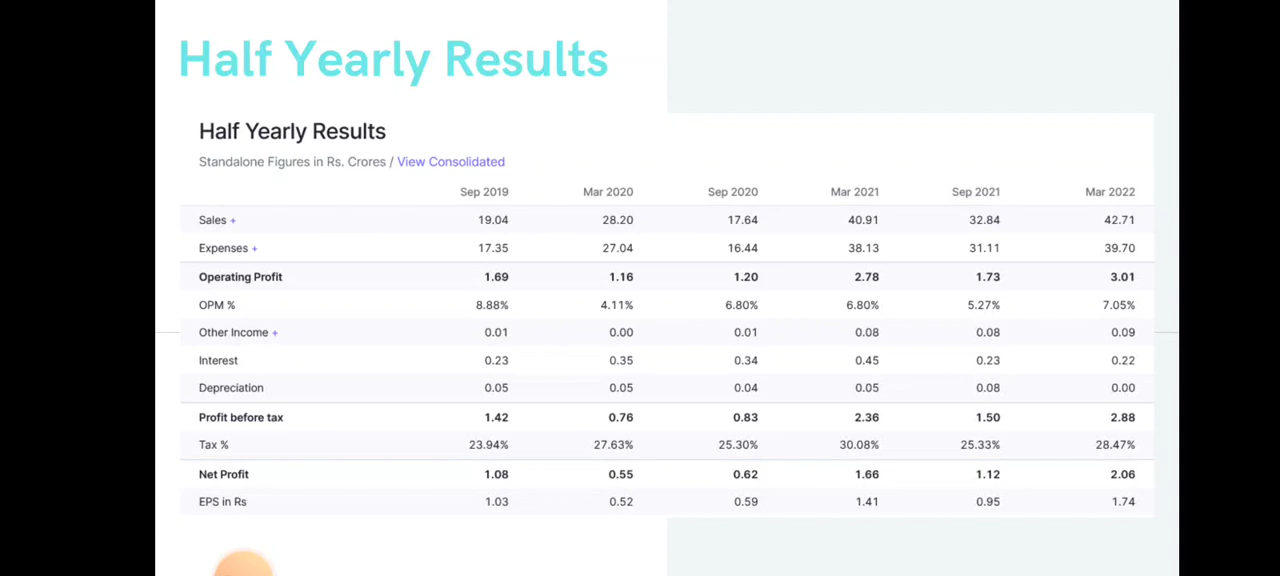 Half Yearly Results
Half Yearly Results
Standalone Figures in Rs. Crores / View Consolidated
Sep 2019 Mar 2020 Sep 2020 Mar 2021 Sep 2021 Mar 2022
Sales + 19.04 28.20 17.64 40.91 32.84 42.71
Expenses + 17.35 27.04 16.44 38.13 31.11 39.70
Operating Profit 1.69 1.16 1.20 2.78 1.73 3.01
OPM % 8.88% 4.11% 6.80% 6.80% 5.27% 7.05%
Other Income + 0.01 0.00 0.01 0.08 0.08 0.09
Interest 0.23 0.35 0.34 0.45 0.23 0.22
Depreciation 0.05 0.05 0.04 0.05 0.08 0.00
Profit before tax 1.42 0.76 0.83 2.36 1.50 2.88
Tax % 23.94% 27.63% 25.30% 30.08% 25.33% 28.47%
Net Profit 1.08 0.55 0.62 1.66 1.12 2.06
EPS in Rs 1.03 0.52 0.59 1.41 0.95 1.74